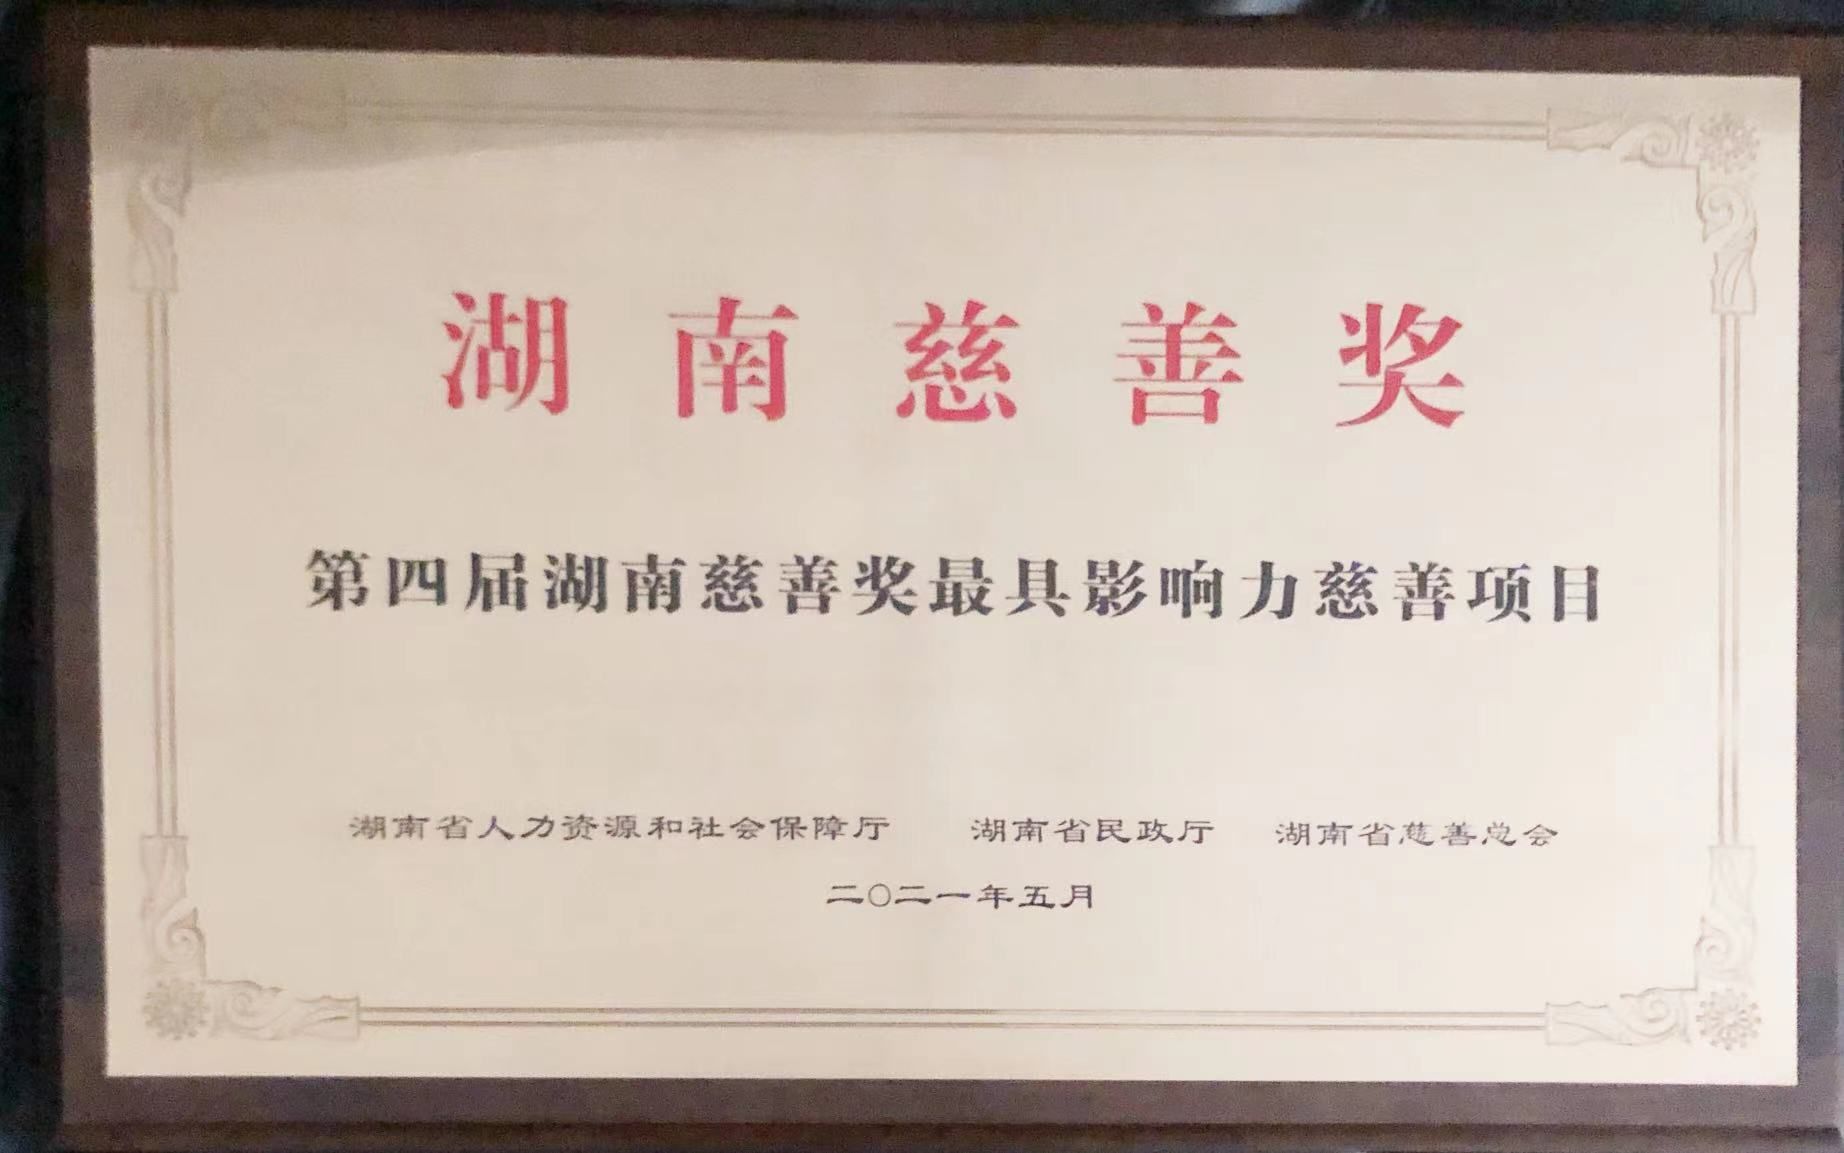 湖南慈善奖
第四届湖南慈善奖最具影响力慈善项目
湖南省人力资源和社会保障厅 湖南省民政厅 湖南省慈善总会
二〇二一年五月